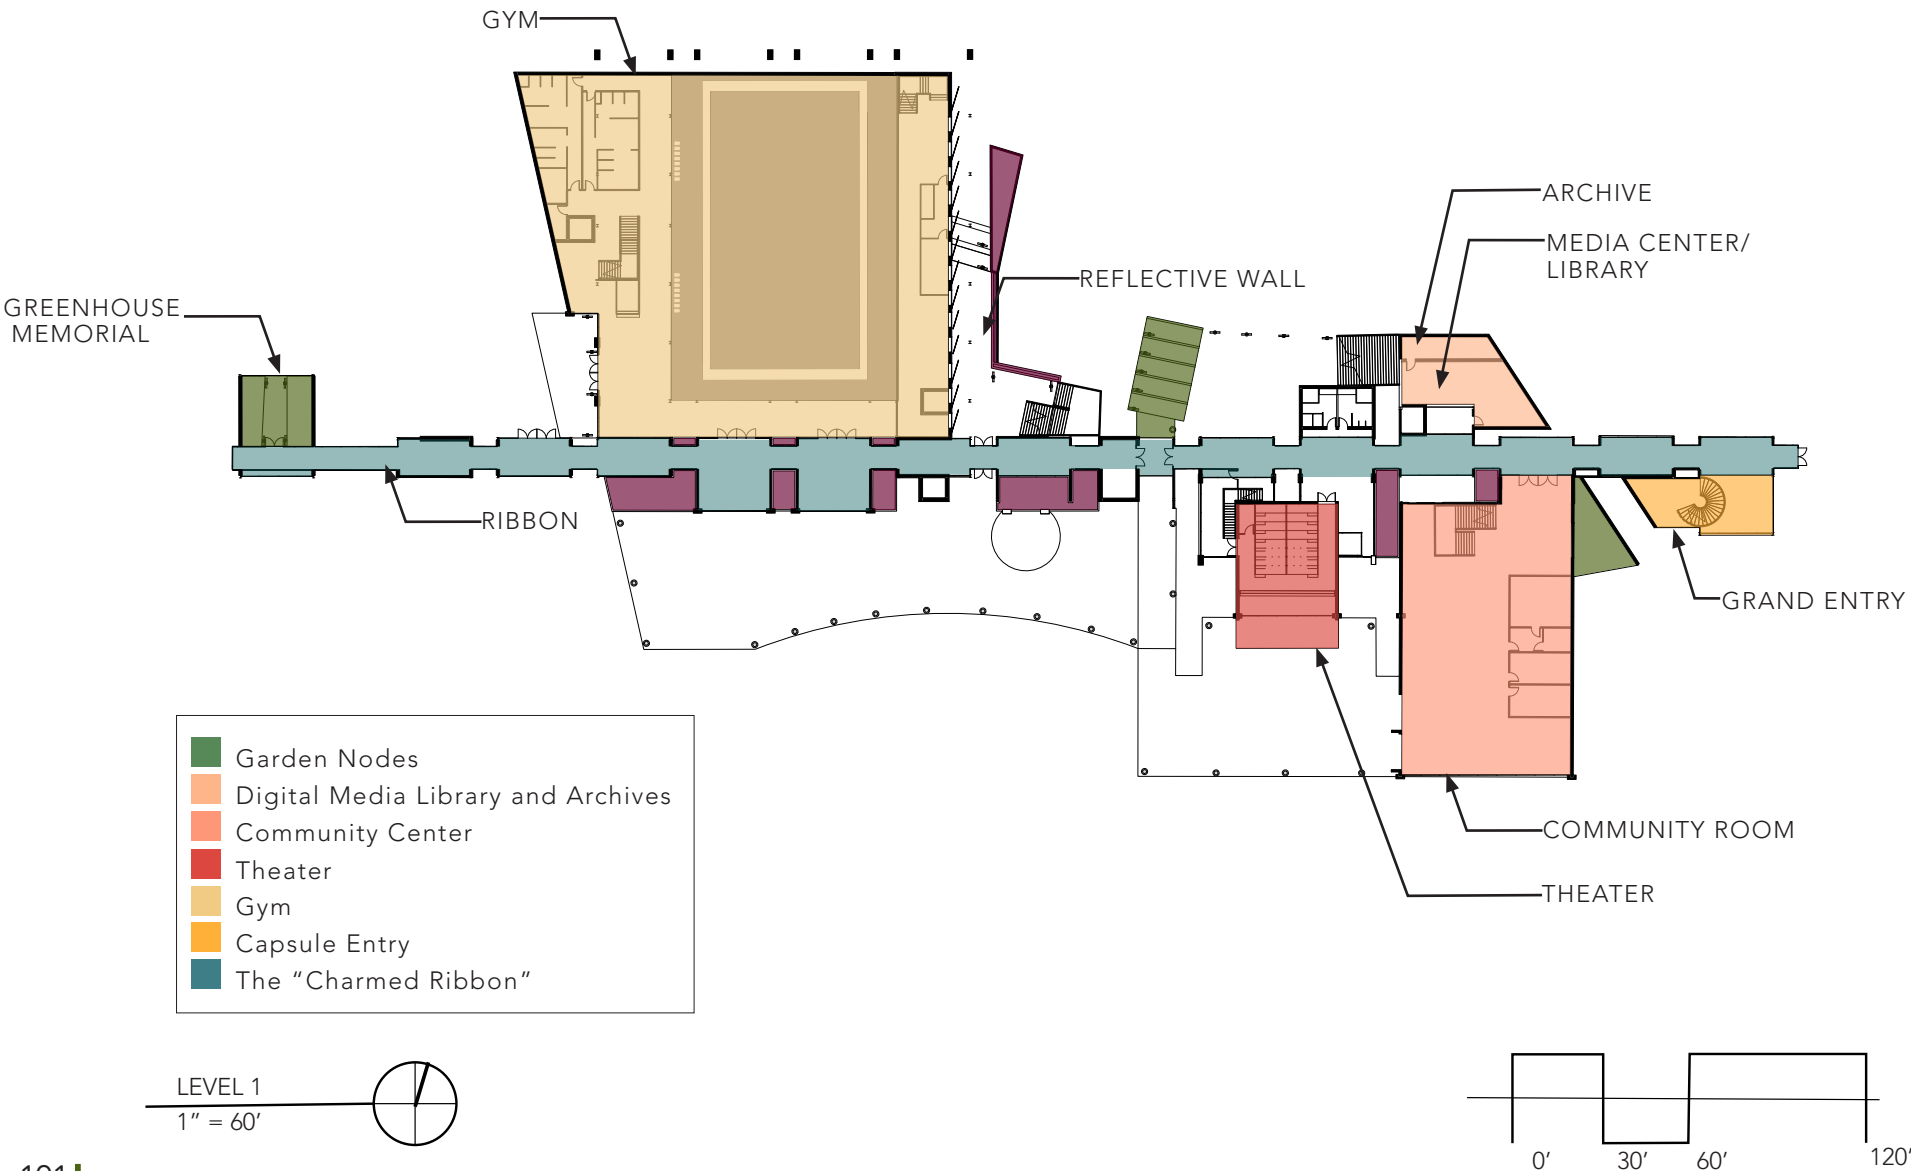 GYM
ARCHIVE
MEDIA CENTER/
LIBRARY
REFLECTIVE WALL
GREENHOUSE
MEMORIAL
RIBBON
GRAND ENTRY
COMMUNITY ROOM
THEATER
Garden Nodes
Digital Media Library and Archives
Community Center
Theater
Gym
Capsule Entry
The “Charmed Ribbon”
LEVEL 1
1” = 60’
0’ 30’ 60’ 120’